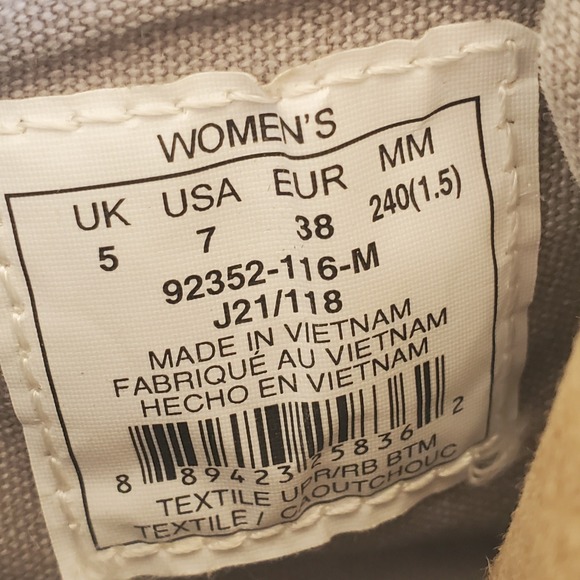 WOMEN'S
UK USA EUR MM
5 7 38 240(1.5)
92352-116-M
J21/118
MADE IN VIETNAM
FABRIQUÉ AU VIETNAM
HECHO EN VIETNAM
8 89423 25836 2
TEXTILE UPR/RB BTM
TEXTILE / CAOUTCHOUC